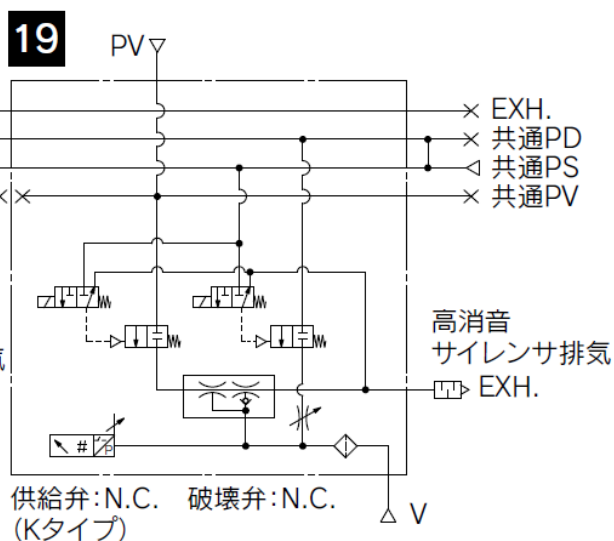 19
PV
EXH.
共通PD
共通PS
共通PV
高消音
サイレンサ排気
EXH.
#
P
供給弁:N.C. 破壊弁:N.C.
(Kタイプ)
V